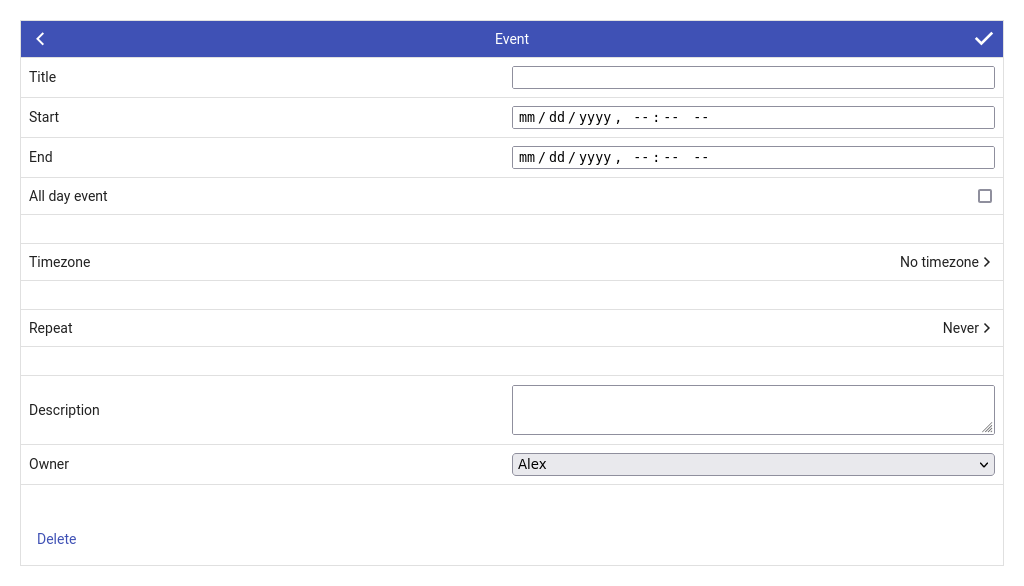 Event
Title
Start mm/dd/yyyy, --:-- --
End mm/dd/yyyy, --:-- --
All day event
Timezone No timezone
Repeat Never
Description
Owner Alex
Delete